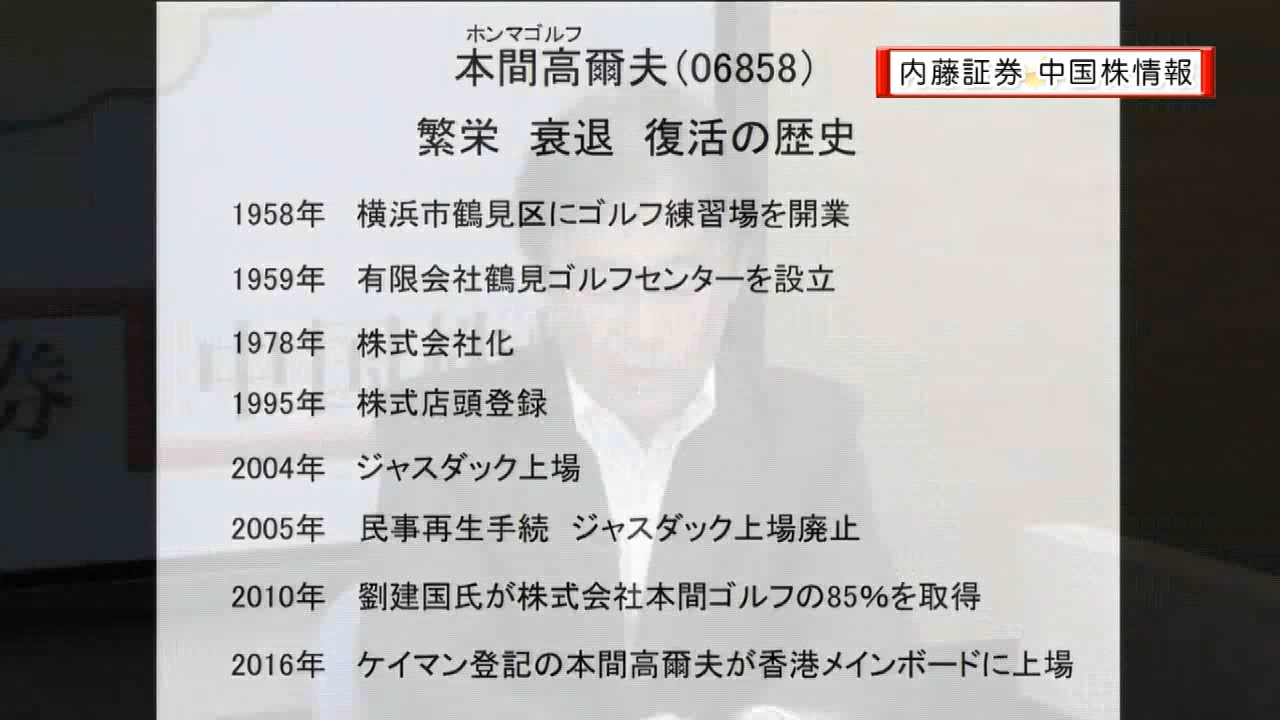 ホンマゴルフ
本間高爾夫(06858)
内藤証券 中国株情報
繁栄 衰退 復活の歴史
1958年 横浜市鶴見区にゴルフ練習場を開業
1959年 有限会社鶴見ゴルフセンターを設立
1978年 株式会社化
1995年 株式店頭登録
2004年 ジャスダック上場
2005年 民事再生手続 ジャスダック上場廃止
2010年 劉建国氏が株式会社本間ゴルフの85%を取得
2016年 ケイマン登記の本間高爾夫が香港メインボードに上場
券